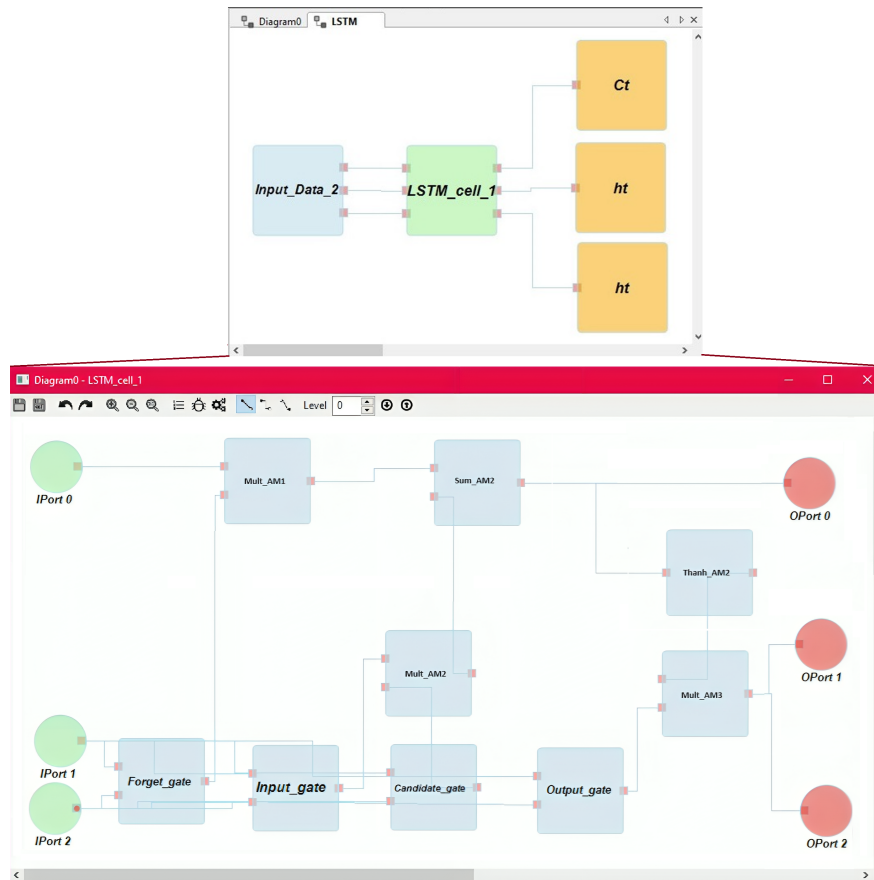 Diagram0
LSTM
Ct
Input_Data_2
LSTM_cell_1
ht
ht
Diagram0 - LSTM_cell_1
Level 0
IPort 0
Mult_AM1
Sum_AM2
OPort 0
Thanh_AM2
Mult_AM2
Mult_AM3
OPort 1
IPort 1
Forget_gate
Input_gate
Candidate_gate
Output_gate
IPort 2
OPort 2